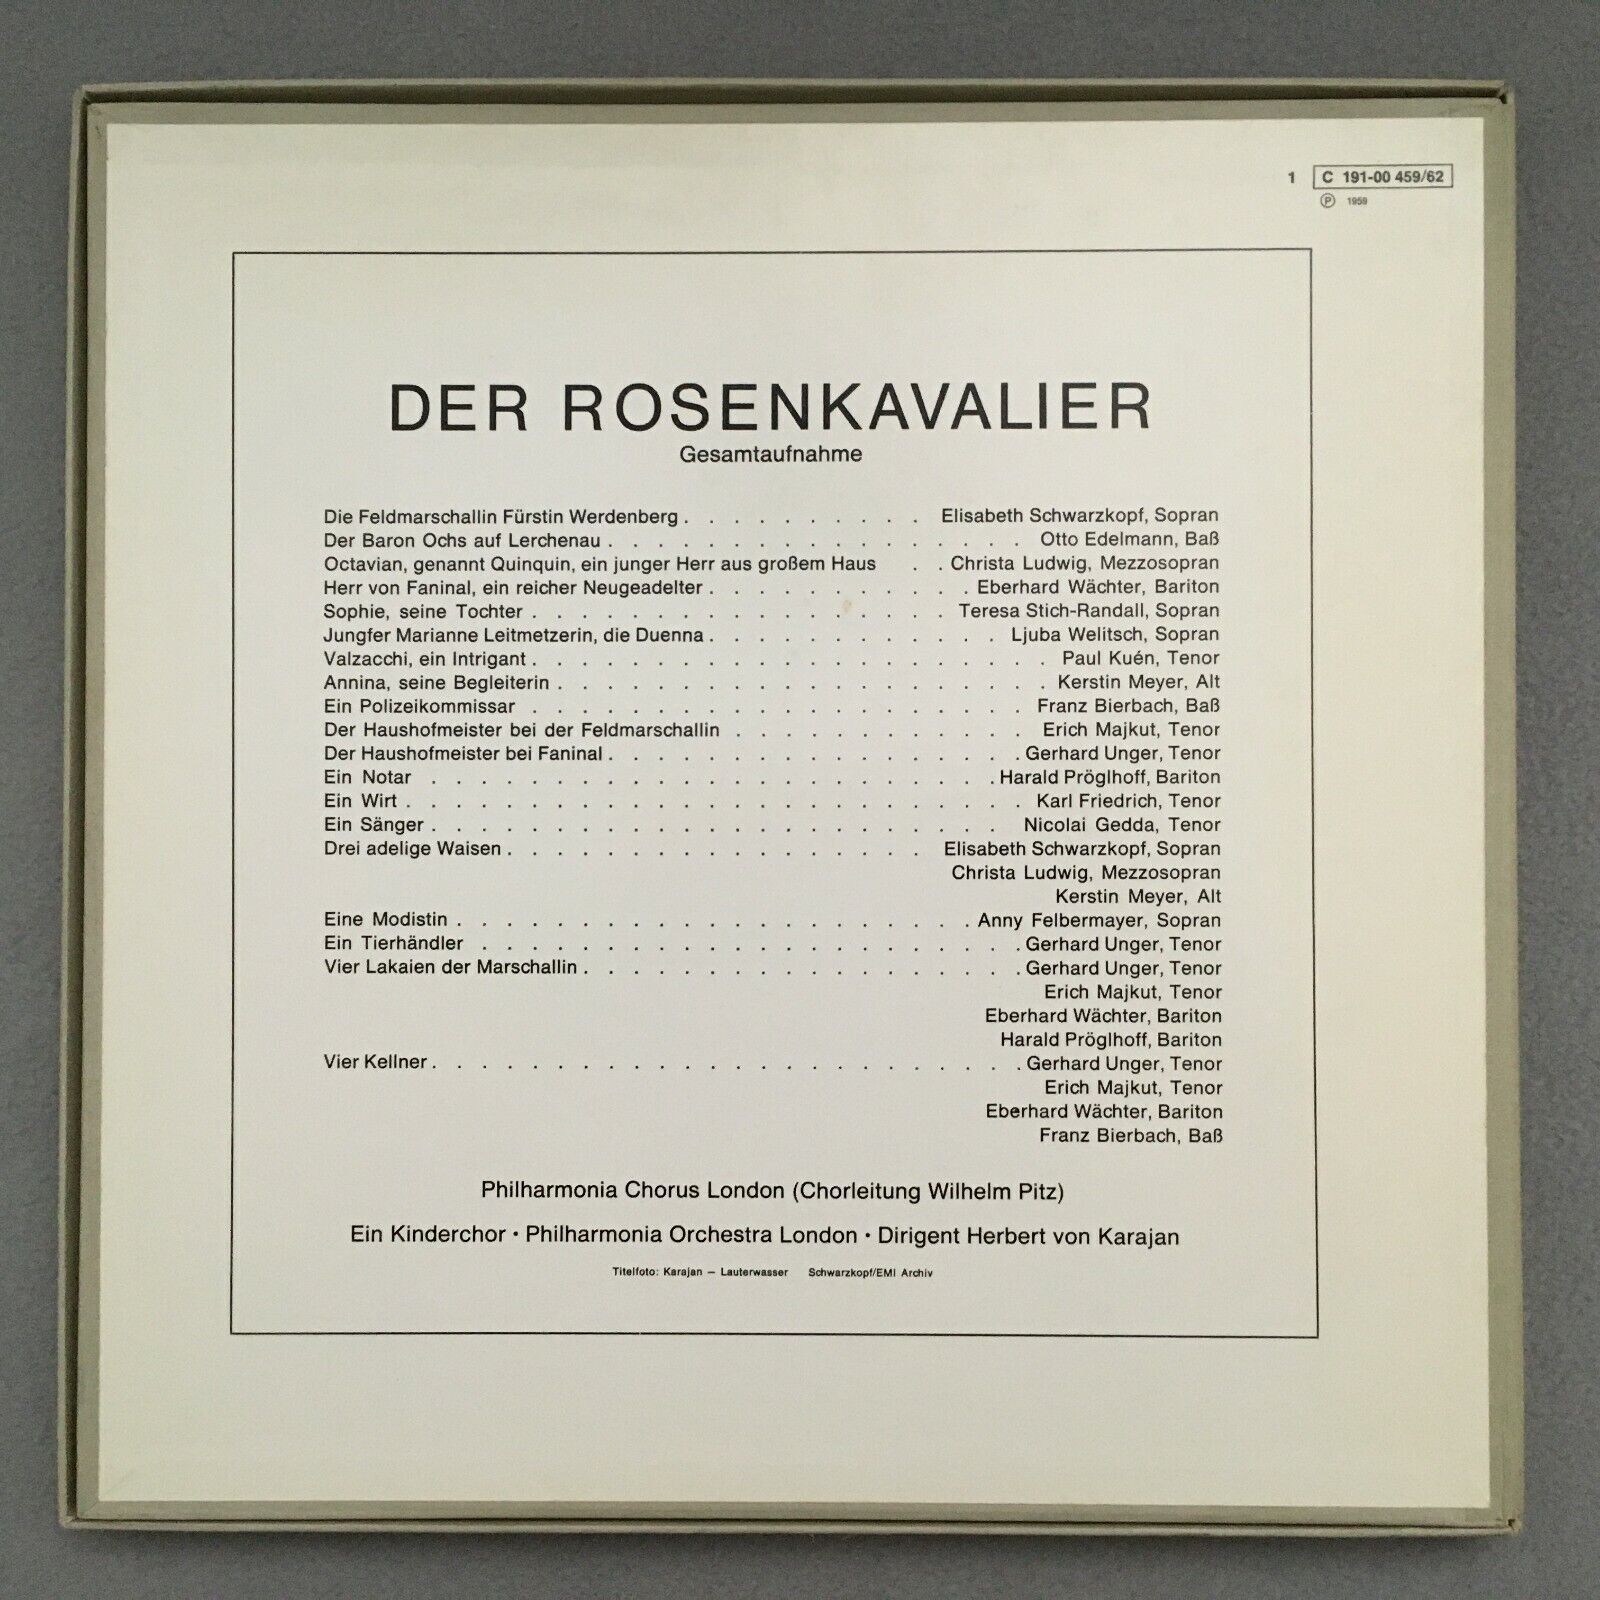 1 C 191-00 459/62
Ⓟ 1959
DER ROSENKAVALIER
Gesamtaufnahme
Die Feldmarschallin Fürstin Werdenberg . . . . . . . . . . Elisabeth Schwarzkopf, Sopran
Der Baron Ochs auf Lerchenau . . . . . . . . . . . . . . . . . Otto Edelmann, Baß
Octavian, genannt Quinquin, ein junger Herr aus großem Haus . . Christa Ludwig, Mezzosopran
Herr von Faninal, ein reicher Neugeadelter . . . . . . . . . . . Eberhard Wächter, Bariton
Sophie, seine Tochter . . . . . . . . . . . . . . . . . Teresa Stich-Randall, Sopran
Jungfer Marianne Leitmetzerin, die Duenna . . . . . . . . . . . . Ljuba Welitsch, Sopran
Valzacchi, ein Intrigant . . . . . . . . . . . . . . . . . . . . . Paul Kuén, Tenor
Annina, seine Begleiterin . . . . . . . . . . . . . . . . . . . . Kerstin Meyer, Alt
Ein Polizeikommissar . . . . . . . . . . . . . . . . . . . . Franz Bierbach, Baß
Der Haushofmeister bei der Feldmarschallin . . . . . . . . . . . . Erich Majkut, Tenor
Der Haushofmeister bei Faninal . . . . . . . . . . . . . . . . . Gerhard Unger, Tenor
Ein Notar . . . . . . . . . . . . . . . . . . . . . . . Harald Pröglhoff, Bariton
Ein Wirt . . . . . . . . . . . . . . . . . . . . . . . . . Karl Friedrich, Tenor
Ein Sänger . . . . . . . . . . . . . . . . . . . . . . . Nicolai Gedda, Tenor
Drei adelige Waisen . . . . . . . . . . . . . . . . . Elisabeth Schwarzkopf, Sopran
Christa Ludwig, Mezzosopran
Kerstin Meyer, Alt
Eine Modistin . . . . . . . . . . . . . . . . . . . . . Anny Felbermayer, Sopran
Ein Tierhändler . . . . . . . . . . . . . . . . . . . . . . Gerhard Unger, Tenor
Vier Lakaien der Marschallin . . . . . . . . . . . . . . . . . . Gerhard Unger, Tenor
Erich Majkut, Tenor
Eberhard Wächter, Bariton
Harald Pröglhoff, Bariton
Vier Kellner . . . . . . . . . . . . . . . . . . . . . . . . Gerhard Unger, Tenor
Erich Majkut, Tenor
Eberhard Wächter, Bariton
Franz Bierbach, Baß
Philharmonia Chorus London (Chorleitung Wilhelm Pitz)
Ein Kinderchor · Philharmonia Orchestra London · Dirigent Herbert von Karajan
Titelfoto: Karajan – Lauterwasser Schwarzkopf/EMI Archiv